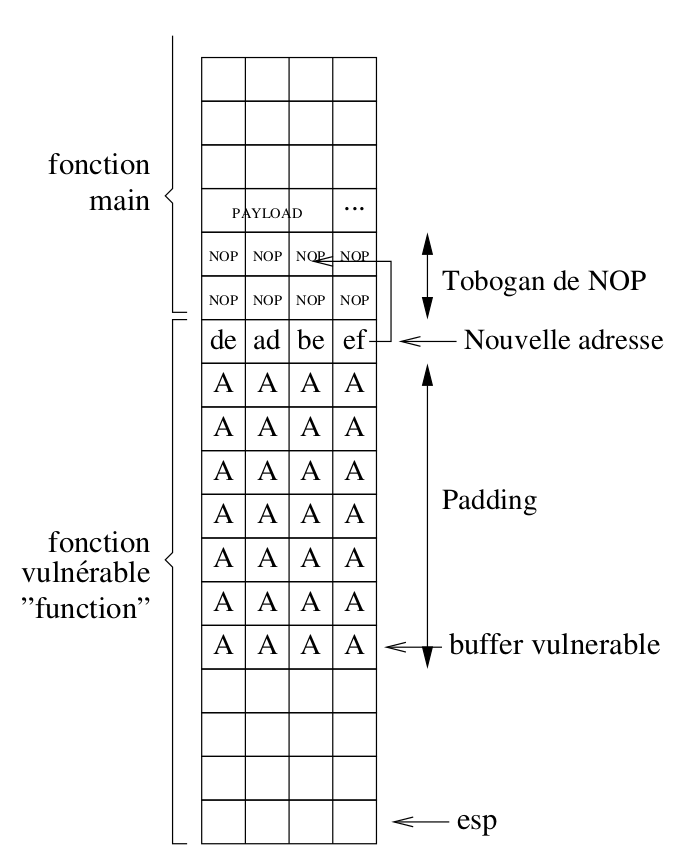 fonction
main
PAYLOAD ...
NOP NOP NOP NOP
NOP NOP NOP NOP
Tobogan de NOP
de ad be ef
Nouvelle adresse
A A A A
A A A A
A A A A
A A A A
A A A A
A A A A
A A A A
Padding
fonction
vulnérable
”function”
buffer vulnerable
esp